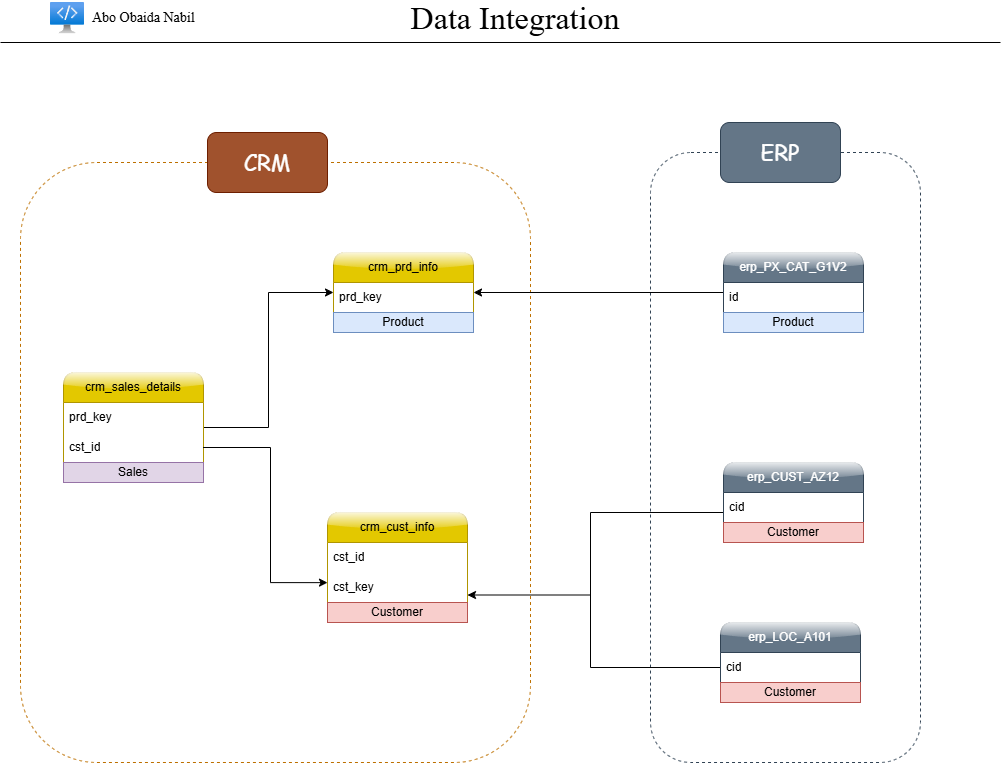 </>
Abo Obaida Nabil
Data Integration
CRM
ERP
crm_prd_info
prd_key
Product
erp_PX_CAT_G1V2
id
Product
crm_sales_details
prd_key
cst_id
Sales
crm_cust_info
cst_id
cst_key
Customer
erp_CUST_AZ12
cid
Customer
erp_LOC_A101
cid
Customer